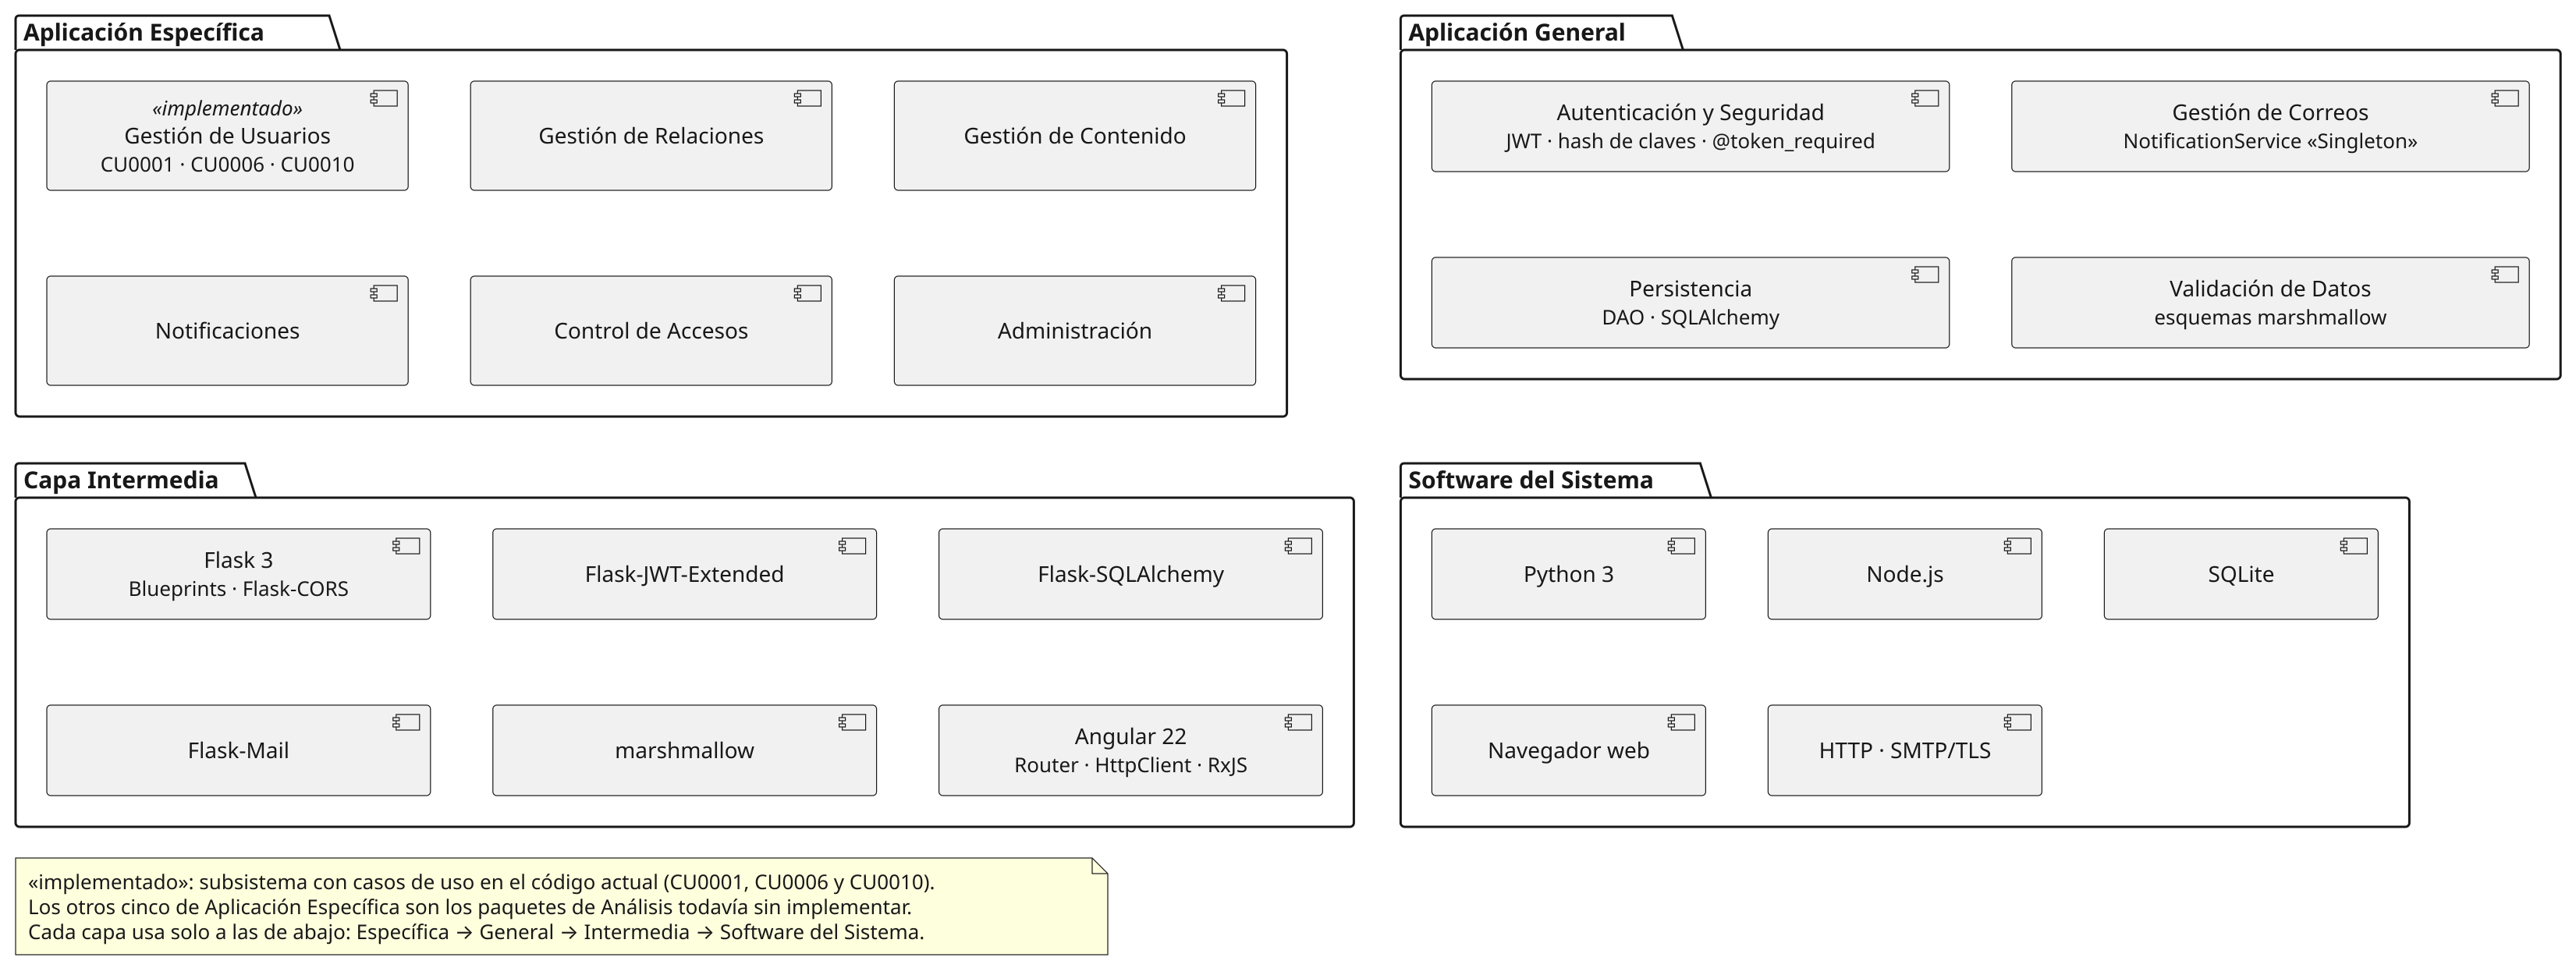 Aplicación Específica
«implementado»
Gestión de Usuarios
CU0001 · CU0006 · CU0010
Gestión de Relaciones
Gestión de Contenido
Notificaciones
Control de Accesos
Administración
Aplicación General
Autenticación y Seguridad
JWT · hash de claves · @token_required
Gestión de Correos
NotificationService «Singleton»
Persistencia
DAO · SQLAlchemy
Validación de Datos
esquemas marshmallow
Capa Intermedia
Flask 3
Blueprints · Flask-CORS
Flask-JWT-Extended
Flask-SQLAlchemy
Flask-Mail
marshmallow
Angular 22
Router · HttpClient · RxJS
Software del Sistema
Python 3
Node.js
SQLite
Navegador web
HTTP · SMTP/TLS
«implementado»: subsistema con casos de uso en el código actual (CU0001, CU0006 y CU0010).
Los otros cinco de Aplicación Específica son los paquetes de Análisis todavía sin implementar.
Cada capa usa solo a las de abajo: Específica → General → Intermedia → Software del Sistema.